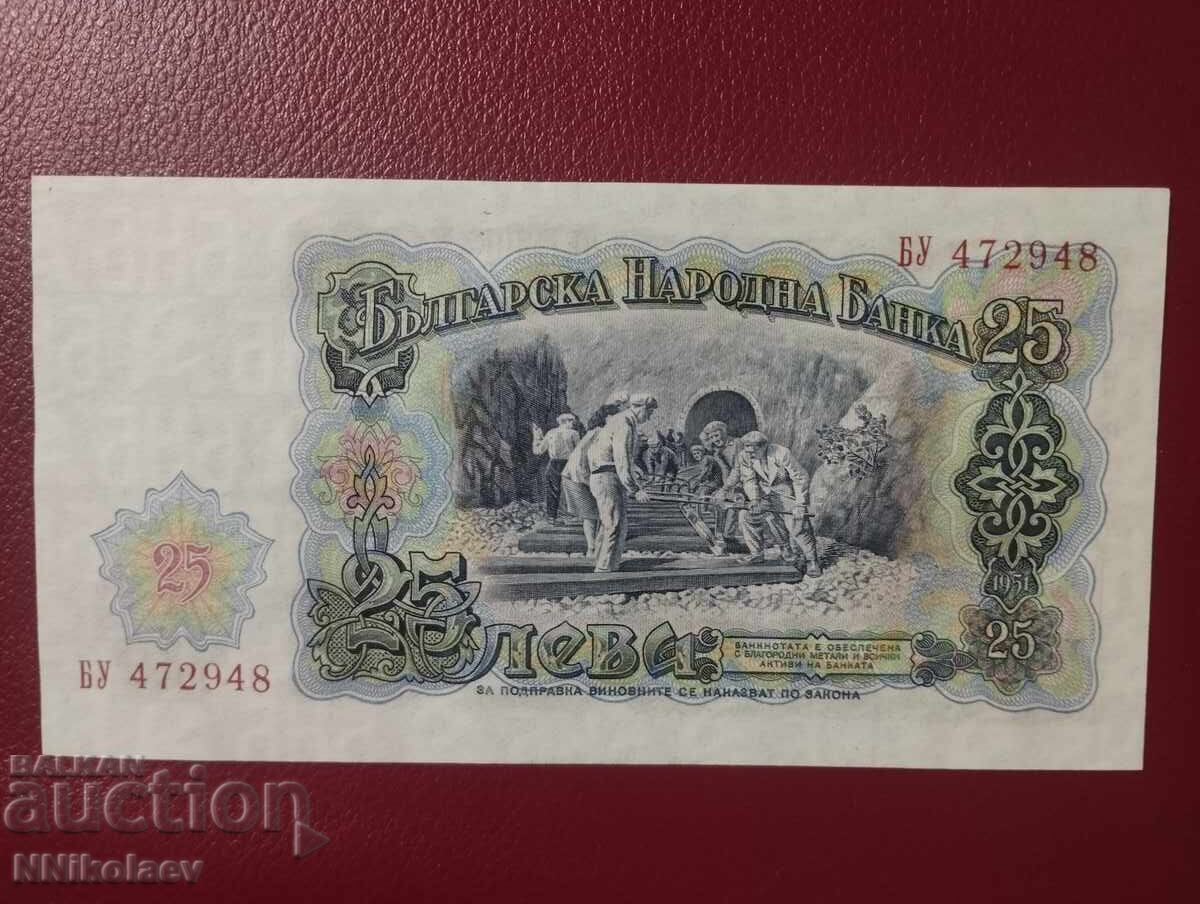 БУ 472948
Българска Народна Банка
25
25
1951
25
25 Лева
БАНКНОТАТА Е ОБЕЗПЕЧЕНА
С БЛАГОРОДНИ МЕТАЛИ И ВСИЧКИ
АКТИВИ НА БАНКАТА
БУ 472948
ЗА ПОДПРАВКА ВИНОВНИТЕ СЕ НАКАЗВАТ ПО ЗАКОНА
BALKAN
auction
NNikolaev